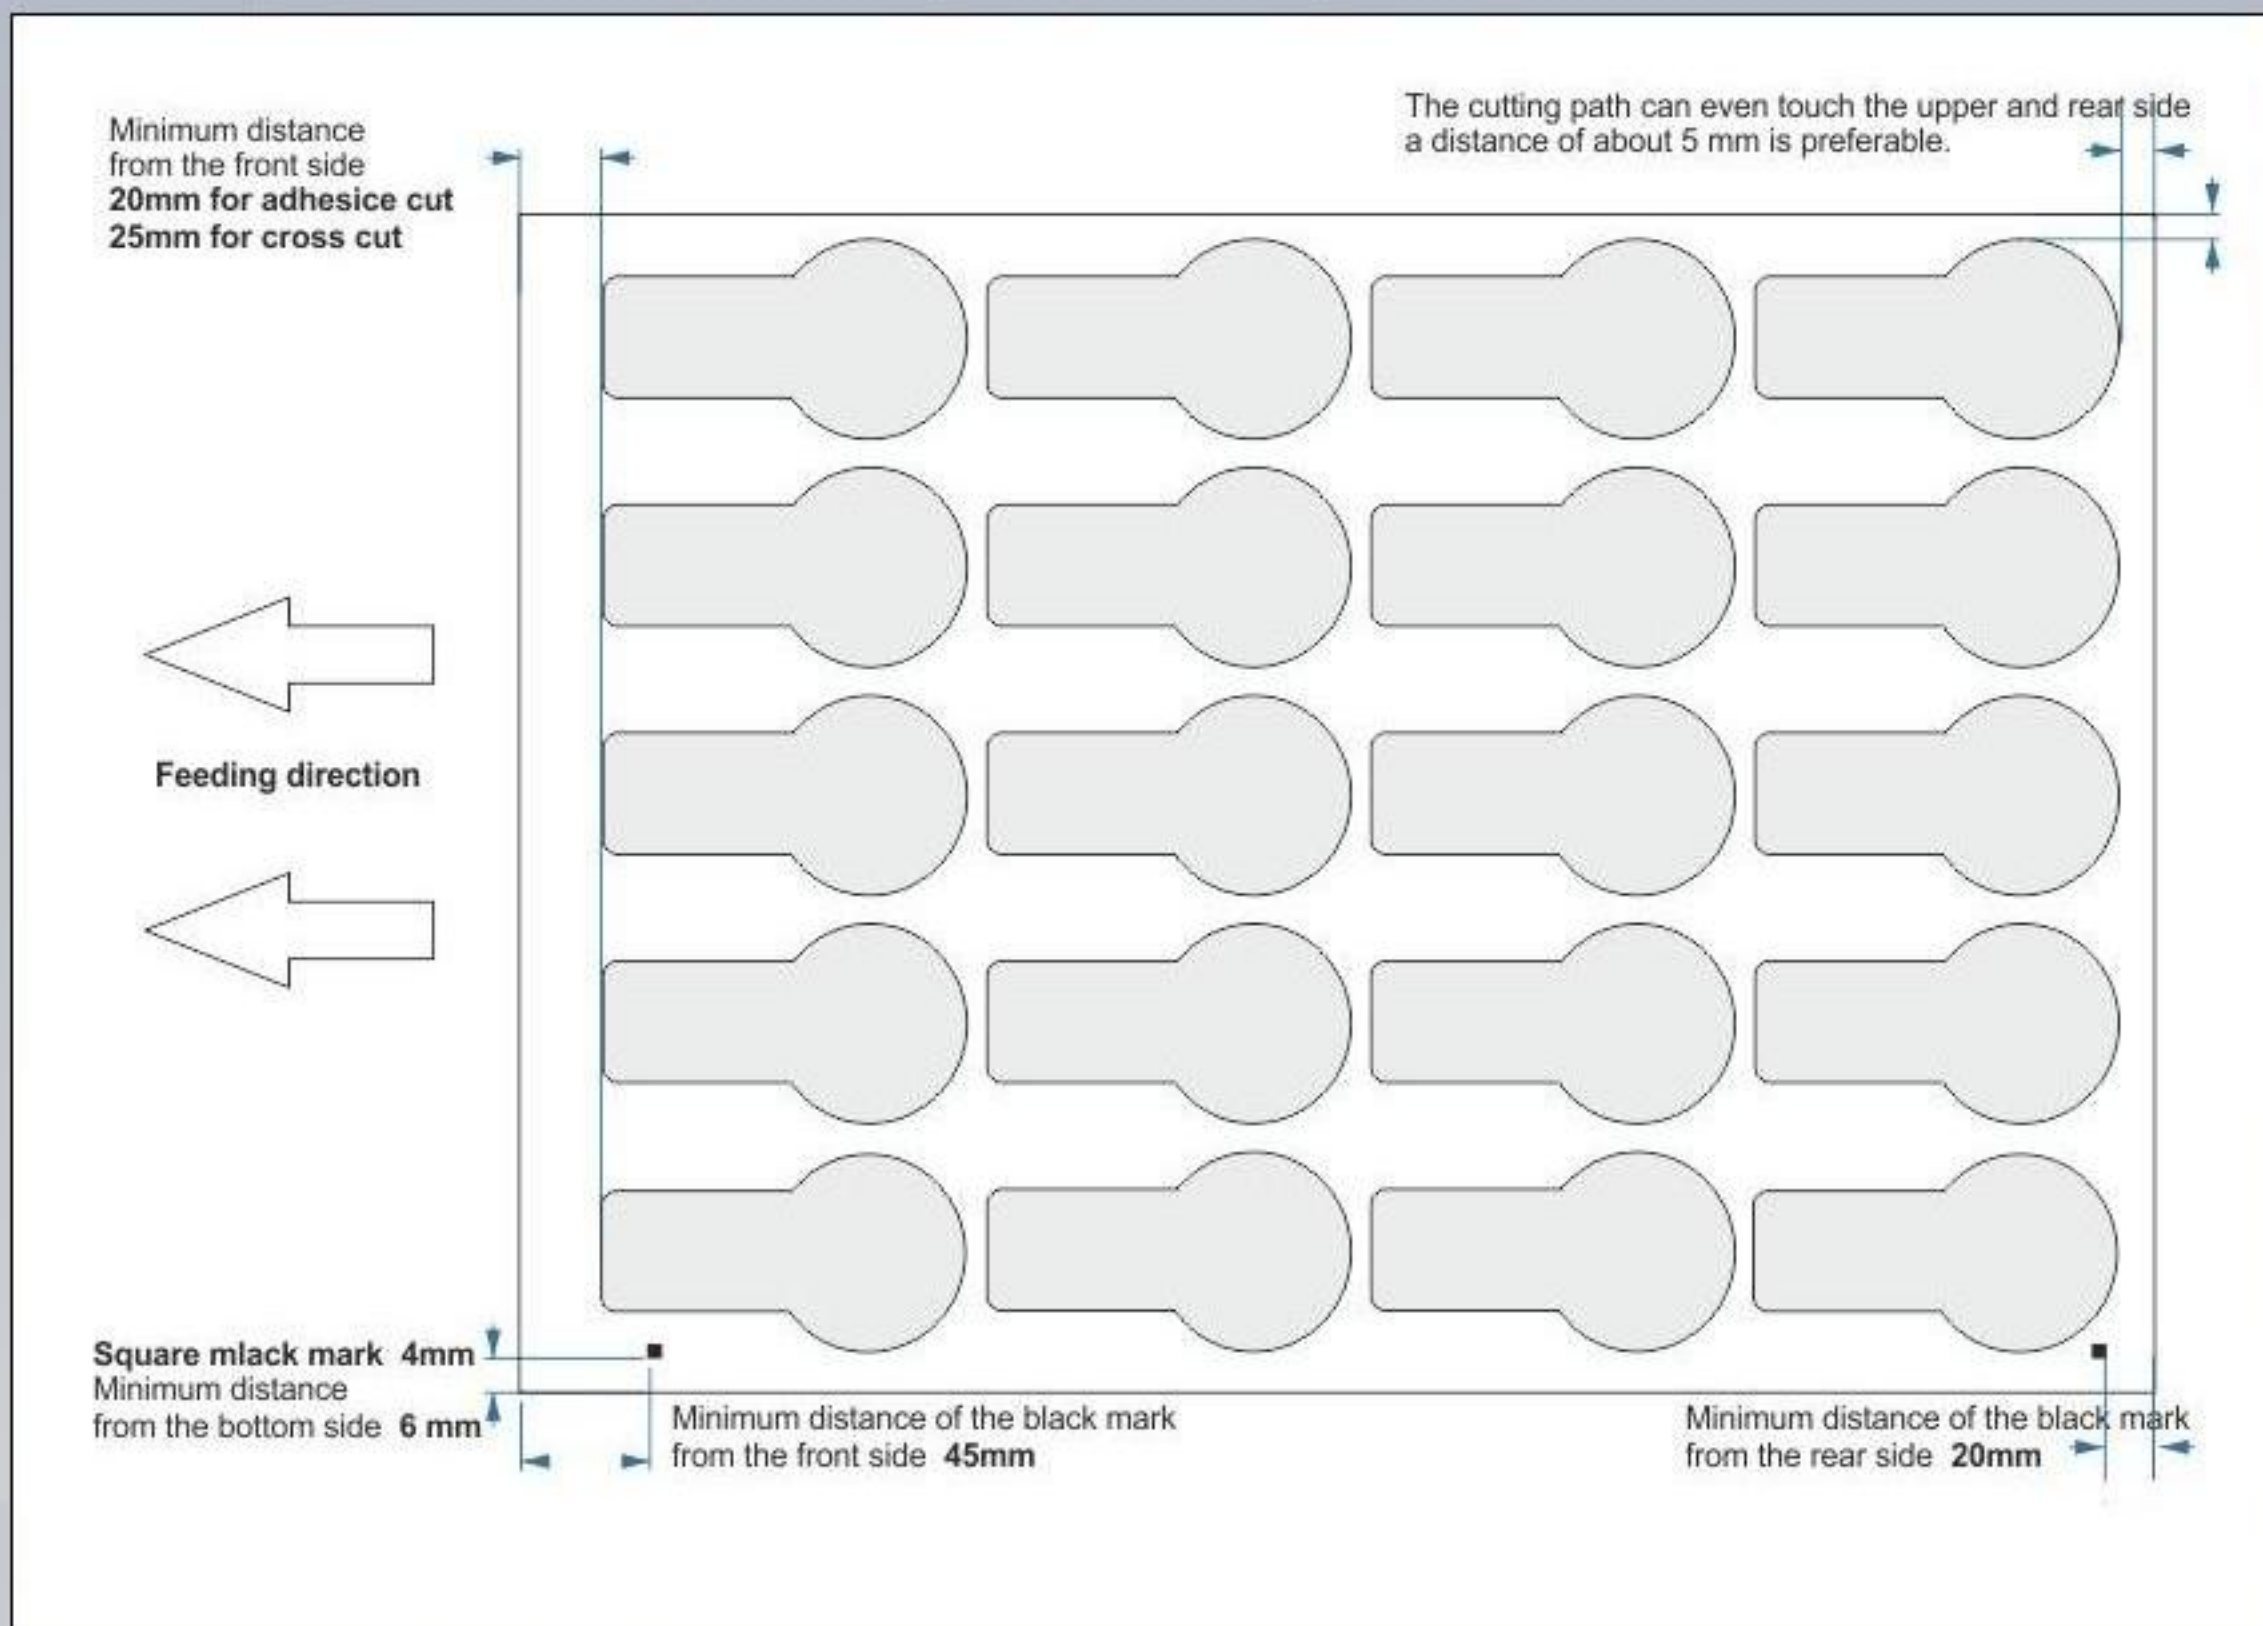 Minimum distance
from the front side
20mm for adhesice cut
25mm for cross cut
The cutting path can even touch the upper and rear side
a distance of about 5 mm is preferable.
Feeding direction
Square mlack mark 4mm
Minimum distance
from the bottom side 6 mm
Minimum distance of the black mark
from the front side 45mm
Minimum distance of the black mark
from the rear side 20mm